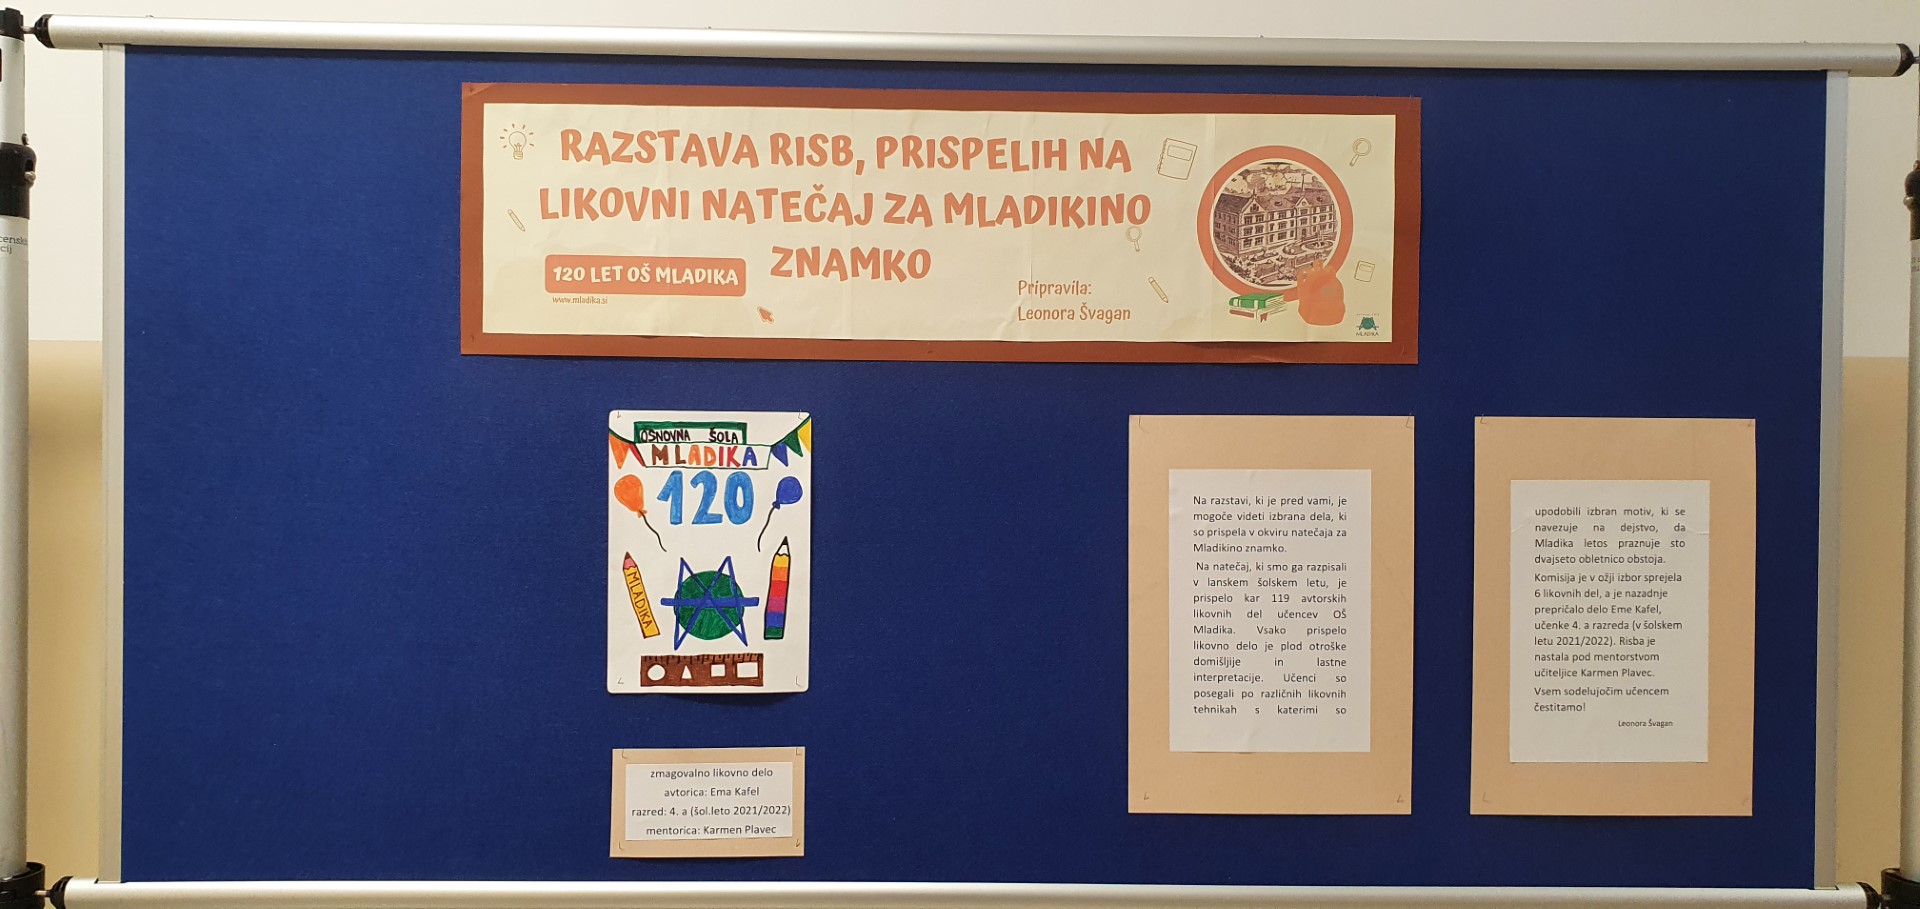 RAZSTAVA RISB, PRISPELIH NA
LIKOVNI NATEČAJ ZA MLADIKINO
ZNAMKO
120 LET OŠ MLADIKA
www.mladika.si
Pripravila:
Leonora Švagan
MLADIKA
OSNOVNA ŠOLA
MLADIKA
120
MLADIKA
zmagovalno likovno delo
avtorica: Ema Kafel
razred: 4. a (šol.leto 2021/2022)
mentorica: Karmen Plavec
Na razstavi, ki je pred vami, je
mogoče videti izbrana dela, ki
so prispela v okviru natečaja za
Mladikino znamko.
Na natečaj, ki smo ga razpisali
v lanskem šolskem letu, je
prispelo kar 119 avtorskih
likovnih del učencev OŠ
Mladika. Vsako prispelo
likovno delo je plod otroške
domišljije in lastne
interpretacije. Učenci so
posegali po različnih likovnih
tehnikah s katerimi so
upodobili izbran motiv, ki se
navezuje na dejstvo, da
Mladika letos praznuje sto
dvajseto obletnico obstoja.
Komisija je v ožji izbor sprejela
6 likovnih del, a je nazadnje
prepričalo delo Eme Kafel,
učenke 4. a razreda (v šolskem
letu 2021/2022). Risba je
nastala pod mentorstvom
učiteljice Karmen Plavec.
Vsem sodelujočim učencem
čestitamo!
Leonora Švagan